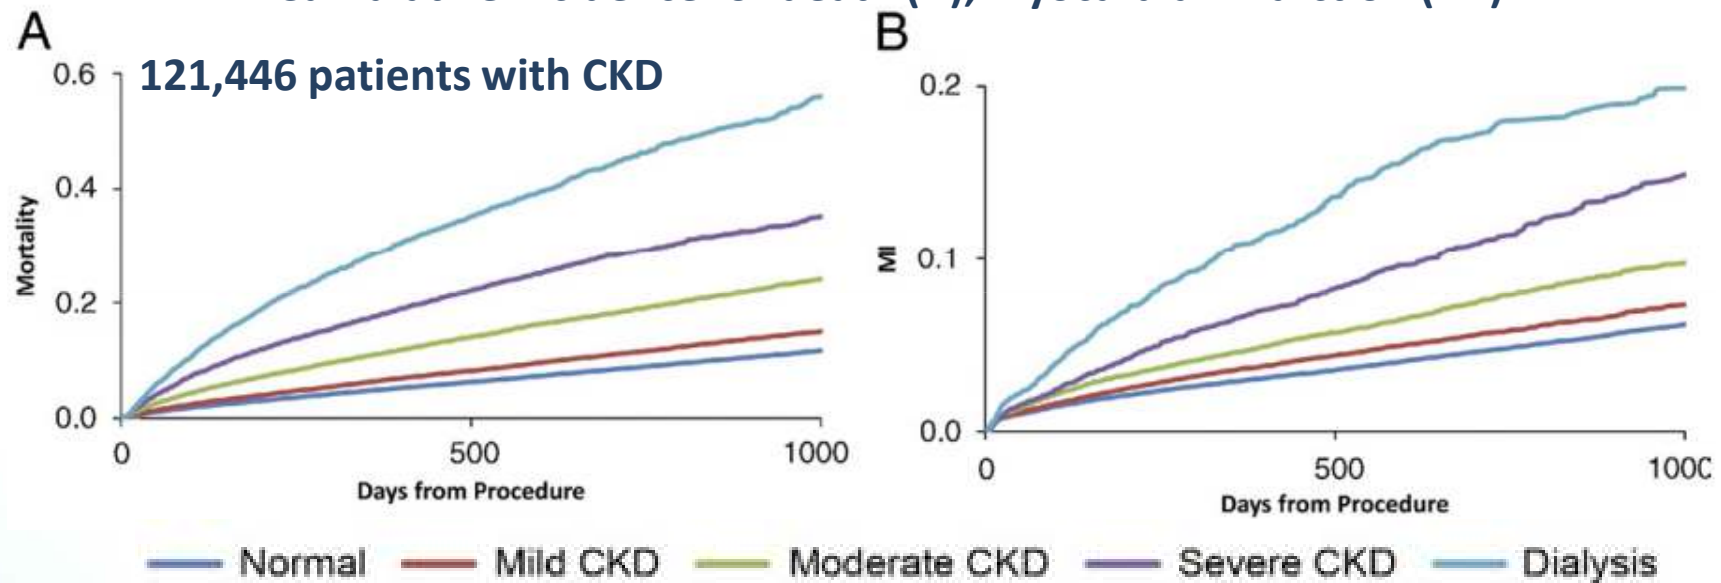 A
B
121,446 patients with CKD
0.6
0.4
0.2
0.0
Mortality
0
500
1000
Days from Procedure
0.2
0.1
0.0
MI
0
500
1000
Days from Procedure
Normal
Mild CKD
Moderate CKD
Severe CKD
Dialysis